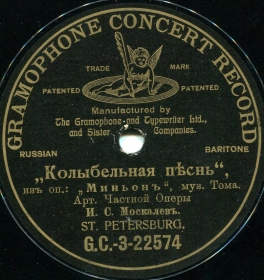 GRAMOPHONE CONCERT RECORD
TRADE MARK
PATENTED PATENTED
Manufactured by
The Gramophone and Typewriter Ltd.,
and Sister Companies.
RUSSIAN BARITONE
„Колыбельная пѣснь“,
изъ оп.: „Миньонъ“, муз. Тома.
Арт. Частной Оперы
И. С. Москалевъ.
ST. PETERSBURG,
G.C.-3-22574